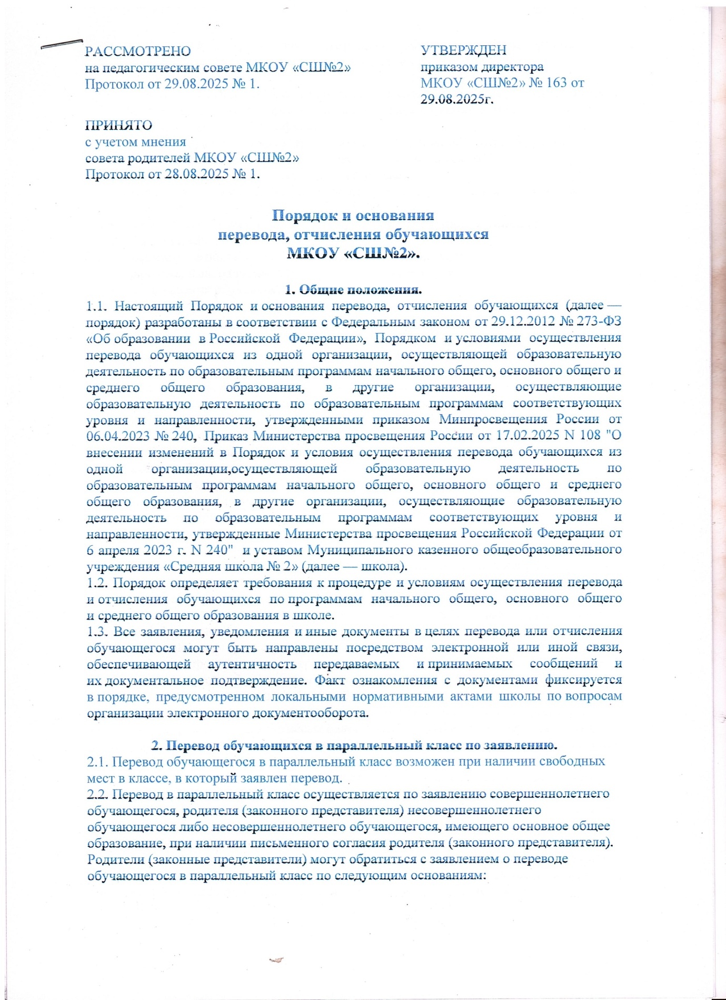 РАССМОТРЕНО
на педагогическим совете МКОУ «СШ№2»
Протокол от 29.08.2025 № 1.
УТВЕРЖДЕН
приказом директора
МКОУ «СШ№2» № 163 от
29.08.2025г.
ПРИНЯТО
с учетом мнения
совета родителей МКОУ «СШ№2»
Протокол от 28.08.2025 № 1.
Порядок и основания
перевода, отчисления обучающихся
МКОУ «СШ№2».
1. Общие положения.
1.1. Настоящий Порядок и основания перевода, отчисления обучающихся (далее —
порядок) разработаны в соответствии с Федеральным законом от 29.12.2012 № 273-ФЗ
«Об образовании в Российской Федерации», Порядком и условиями осуществления
перевода обучающихся из одной организации, осуществляющей образовательную
деятельность по образовательным программам начального общего, основного общего и
среднего общего образования, в другие организации, осуществляющие
образовательную деятельность по образовательным программам соответствующих
уровня и направленности, утвержденными приказом Минпросвещения России от
06.04.2023 № 240, Приказ Министерства просвещения России от 17.02.2025 N 108 "О
внесении изменений в Порядок и условия осуществления перевода обучающихся из
одной организации,осуществляющей образовательную деятельность по
образовательным программам начального общего, основного общего и среднего
общего образования, в другие организации, осуществляющие образовательную
деятельность по образовательным программам соответствующих уровня и
направленности, утвержденные Министерства просвещения Российской Федерации от
6 апреля 2023 г. N 240" и уставом Муниципального казенного общеобразовательного
учреждения «Средняя школа № 2» (далее — школа).
1.2. Порядок определяет требования к процедуре и условиям осуществления перевода
и отчисления обучающихся по программам начального общего, основного общего
и среднего общего образования в школе.
1.3. Все заявления, уведомления и иные документы в целях перевода или отчисления
обучающегося могут быть направлены посредством электронной или иной связи,
обеспечивающей аутентичность передаваемых и принимаемых сообщений и
их документальное подтверждение. Факт ознакомления с документами фиксируется
в порядке, предусмотренном локальными нормативными актами школы по вопросам
организации электронного документооборота.
2. Перевод обучающихся в параллельный класс по заявлению.
2.1. Перевод обучающегося в параллельный класс возможен при наличии свободных
мест в классе, в который заявлен перевод.
2.2. Перевод в параллельный класс осуществляется по заявлению совершеннолетнего
обучающегося, родителя (законного представителя) несовершеннолетнего
обучающегося либо несовершеннолетнего обучающегося, имеющего основное общее
образование, при наличии письменного согласия родителя (законного представителя).
Родители (законные представители) могут обратиться с заявлением о переводе
обучающегося в параллельный класс по следующим основаниям: